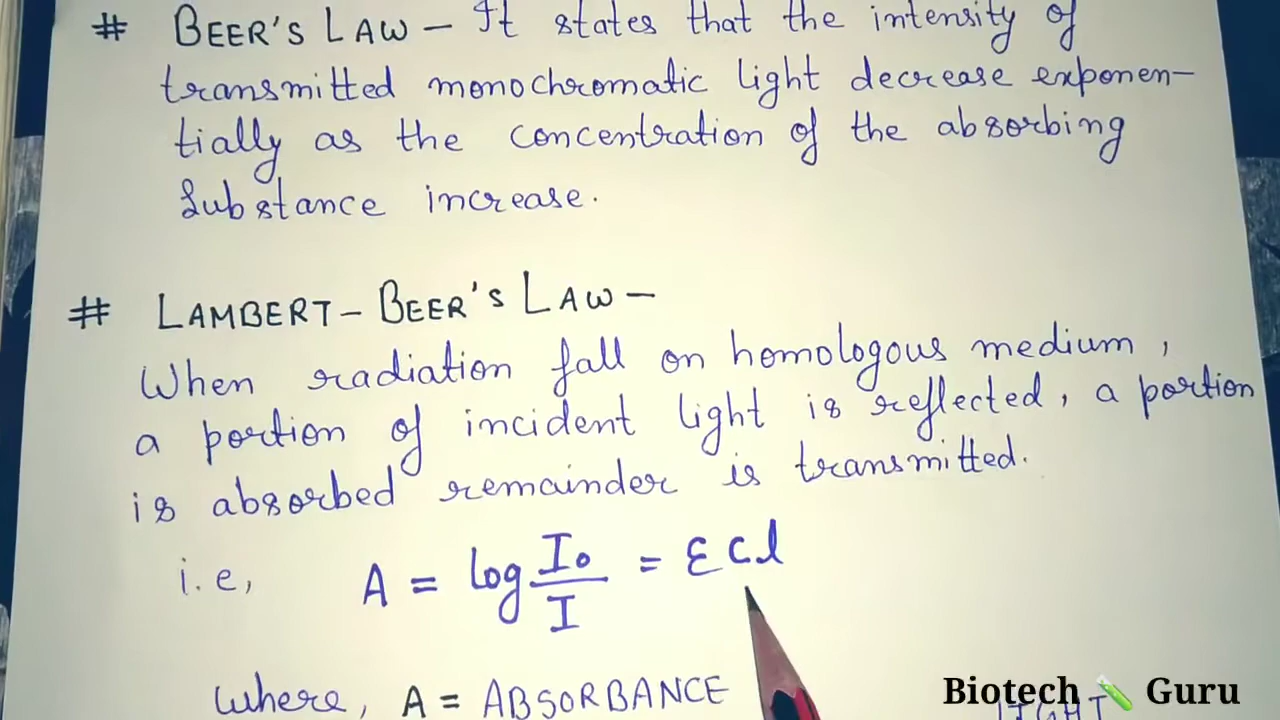 # BEER'S LAW – It states that the intensity of
transmitted monochromatic light decrease exponen-
tially as the concentration of the absorbing
Substance increase.
# LAMBERT-BEER'S LAW –
When radiation fall on homologous medium,
a portion of incident light is reflected, a portion
is absorbed remainder is transmitted.
i.e, A = log I₀/I = εcl
where, A = ABSORBANCE
Biotech Guru